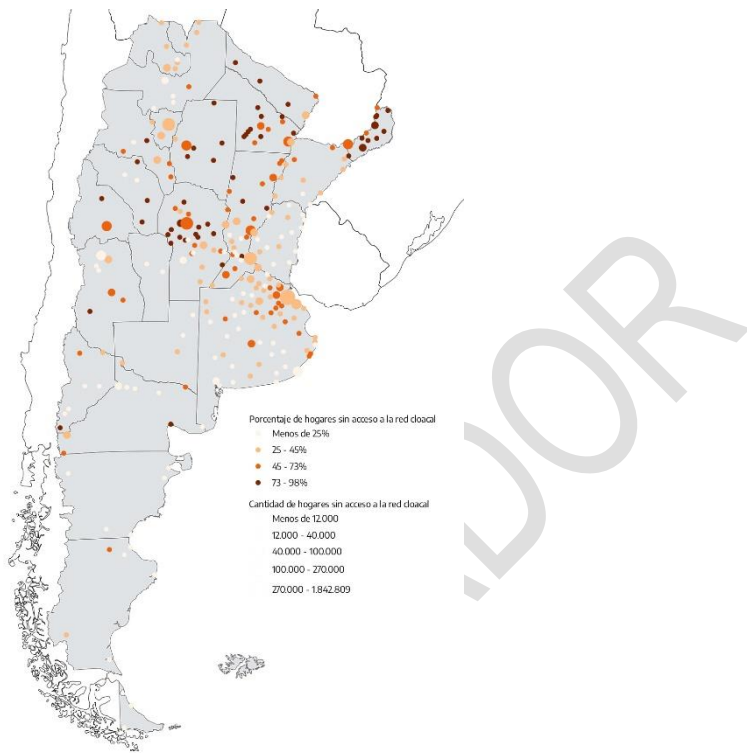 Porcentaje de hogares sin acceso a la red cloacal
Menos de 25%
25 - 45%
45 - 73%
73 - 98%
Cantidad de hogares sin acceso a la red cloacal
Menos de 12.000
12.000 - 40.000
40.000 - 100.000
100.000 - 270.000
270.000 - 1.842.809
ADOR